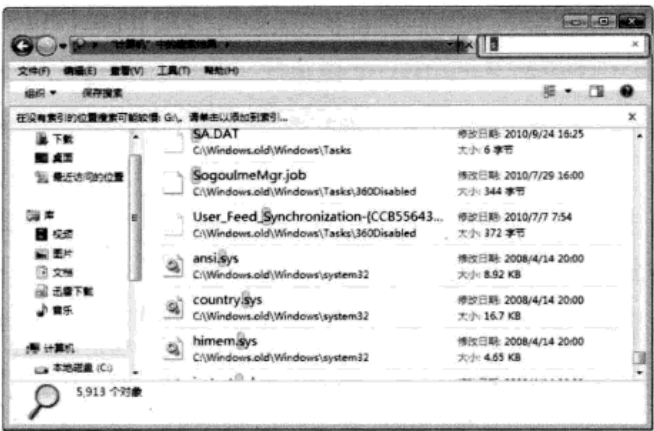 "计算机" 中的搜索结果
文件(F) 编辑(E) 查看(V) 工具(T) 帮助(H)
组织 保存搜索
在没有索引的位置搜索可能较慢: G:\。请单击以添加到索引...
下载
桌面
最近访问的位置
库
视频
图片
文档
迅雷下载
音乐
计算机
本地磁盘 (C:)
SA.DAT
C:\Windows.old\Windows\Tasks
修改日期: 2010/9/24 16:25
大小: 6 字节
SogouImeMgr.job
C:\Windows.old\Windows\Tasks\360Disabled
修改日期: 2010/7/29 16:00
大小: 344 字节
User_Feed_Synchronization-{CCB55643...
C:\Windows.old\Windows\Tasks\360Disabled
修改日期: 2010/7/7 7:54
大小: 372 字节
ansi.sys
C:\Windows.old\Windows\system32
修改日期: 2008/4/14 20:00
大小: 8.92 KB
country.sys
C:\Windows.old\Windows\system32
修改日期: 2008/4/14 20:00
大小: 16.7 KB
himem.sys
C:\Windows.old\Windows\system32
修改日期: 2008/4/14 20:00
大小: 4.65 KB
5,913 个对象